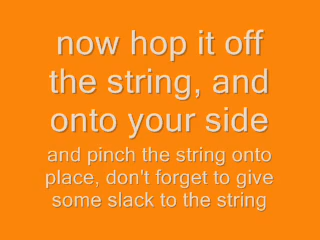 now hop it off
the string, and
onto your side
and pinch the string onto
place, don't forget to give
some slack to the string